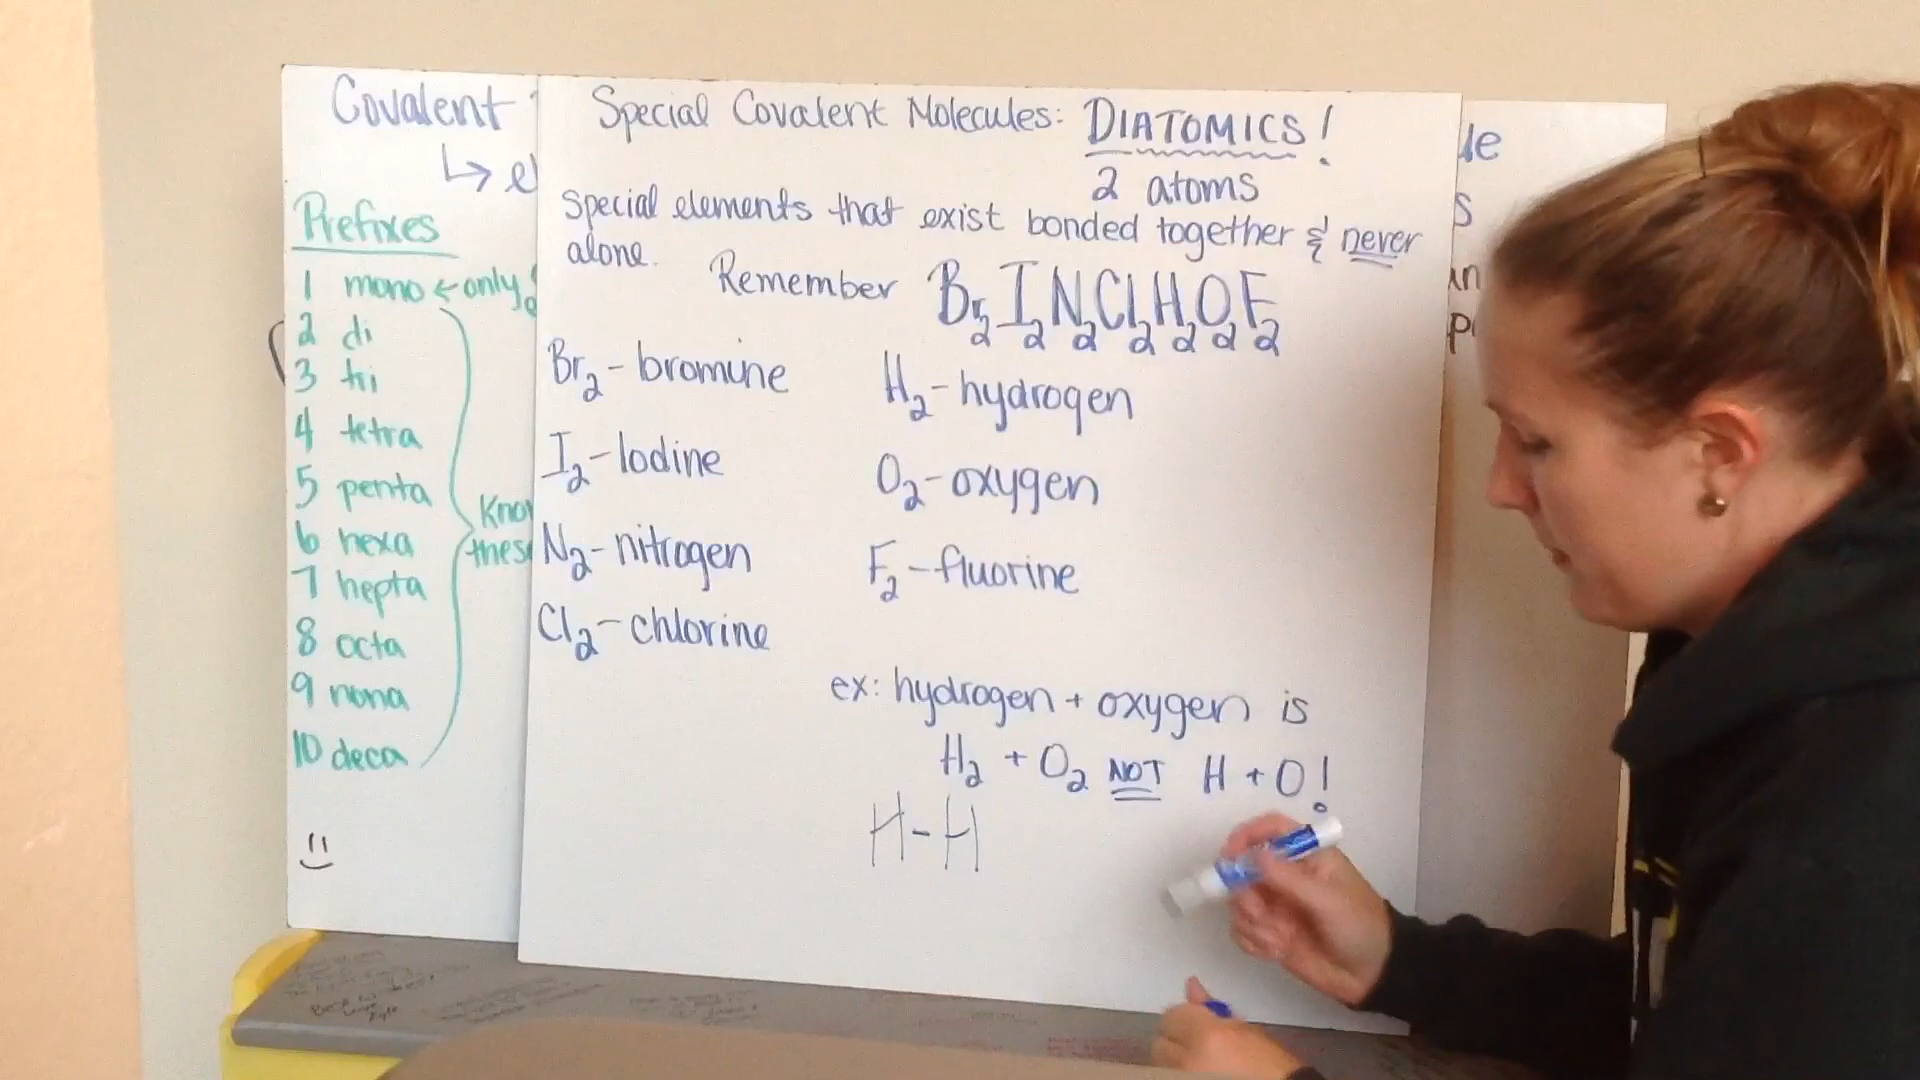 Covalent
↳ el
Prefixes
1 mono ← only
2 di
3 tri
4 tetra
5 penta
6 hexa
7 hepta
8 octa
9 nona
10 deca
Know
these
Special Covalent Molecules: DIATOMICS!
2 atoms
special elements that exist bonded together & never
alone.
Remember Br₂I₂N₂Cl₂H₂O₂F₂
Br₂ - bromine
I₂ - Iodine
N₂ - nitrogen
Cl₂ - chlorine
H₂ - hydrogen
O₂ - oxygen
F₂ - fluorine
ex: hydrogen + oxygen is
H₂ + O₂ NOT H + O!
H-H